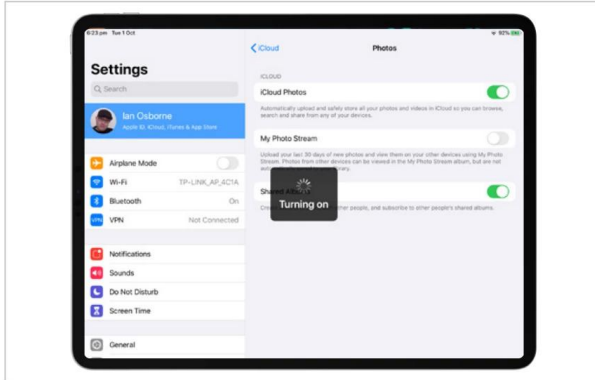 6:23 pm Tue 1 Oct
92%
Settings
Search
Ian Osborne
Apple ID, iCloud, iTunes & App Store
Airplane Mode
Wi-Fi TP-LINK_AP_4C1A
Bluetooth On
VPN VPN Not Connected
Notifications
Sounds
Do Not Disturb
Screen Time
General
iCloud Photos
ICLOUD
iCloud Photos
Automatically upload and safely store all your photos and videos in iCloud so you can browse,
search and share from any of your devices.
My Photo Stream
Upload your last 30 days of new photos and view them on your other devices using My Photo
Stream. Photos from other devices can be viewed in the My Photo Stream album, but are not
Shared
Turning on
other people, and subscribe to other people's shared albums.